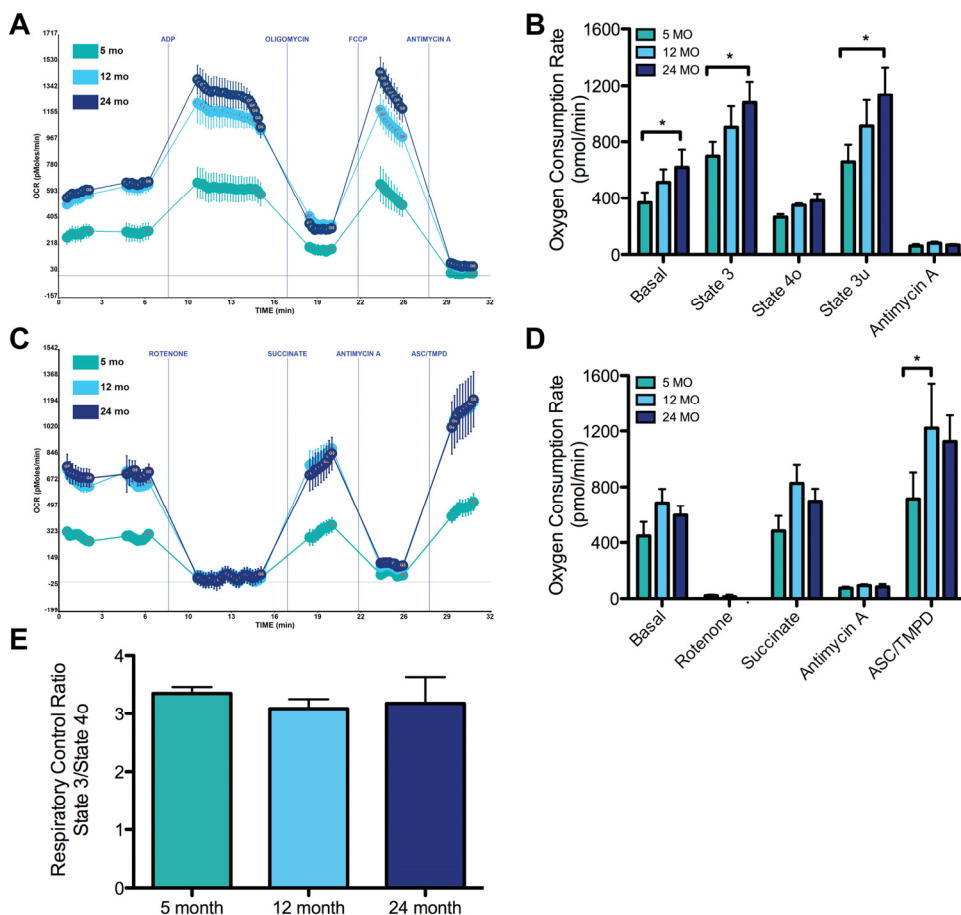 A
ADP
OLIGOMYCIN
FCCP
ANTIMYCIN A
5 mo
12 mo
24 mo
OCR (pMoles/min)
1717
1530
1342
1155
967
780
593
405
218
30
-157
0
3
6
10
13
16
19
22
26
29
32
TIME (min)
B
5 MO
12 MO
24 MO
*
*
*
Oxygen Consumption Rate
(pmol/min)
1600
1200
800
400
0
Basal
State 3
State 4o
State 3u
Antimycin A
C
ROTENONE
SUCCINATE
ANTIMYCIN A
ASC/TMPD
5 mo
12 mo
24 mo
OCR (pMoles/min)
1542
1368
1194
1020
846
672
497
323
149
-25
-199
0
3
6
10
13
16
19
22
26
29
32
TIME (min)
D
5 MO
12 MO
24 MO
*
Oxygen Consumption Rate
(pmol/min)
1600
1200
800
400
0
Basal
Rotenone
Succinate
Antimycin A
ASC/TMPD
E
Respiratory Control Ratio
State 3/State 4o
4
3
2
1
0
5 month
12 month
24 month